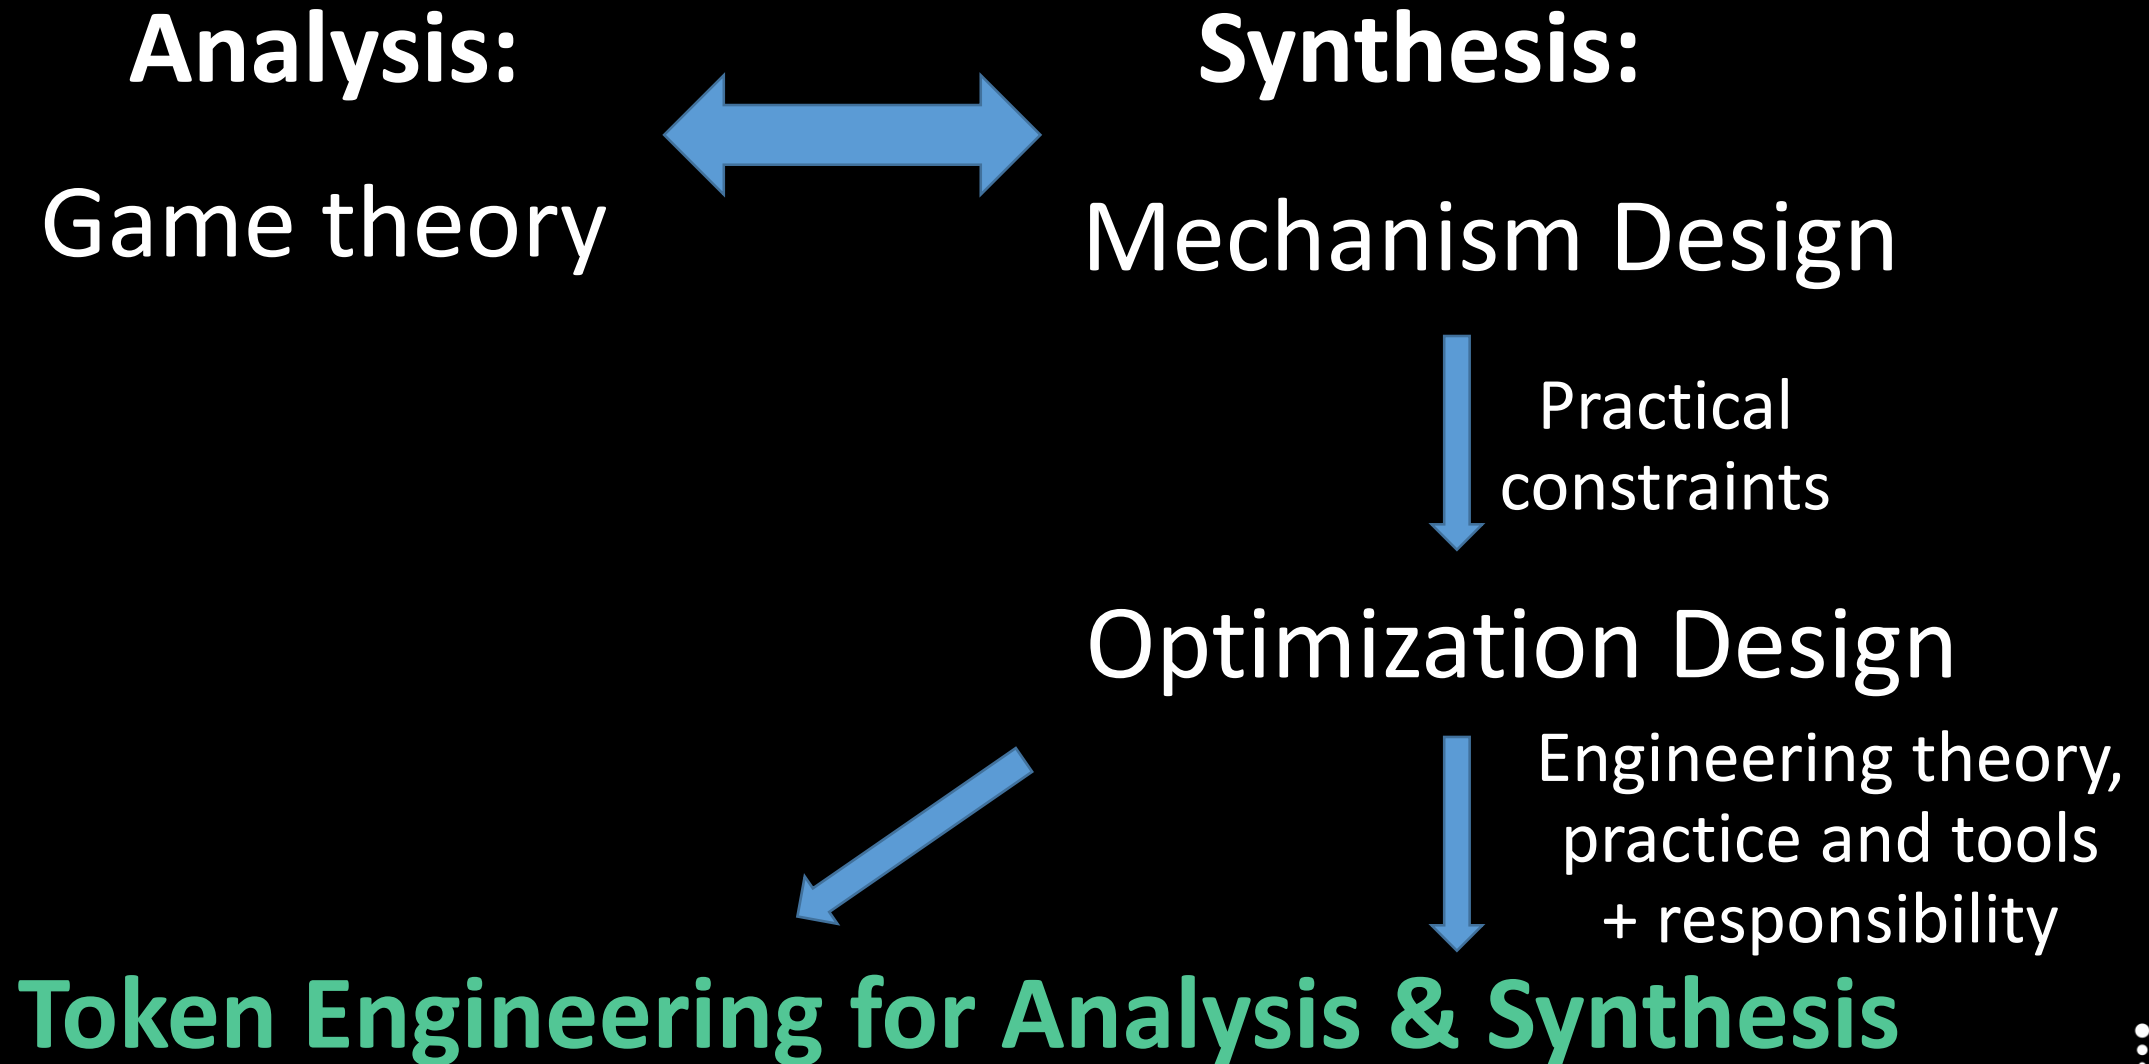 Analysis:
Synthesis:
Game theory
Mechanism Design
Practical
constraints
Optimization Design
Engineering theory,
practice and tools
+ responsibility
Token Engineering for Analysis & Synthesis